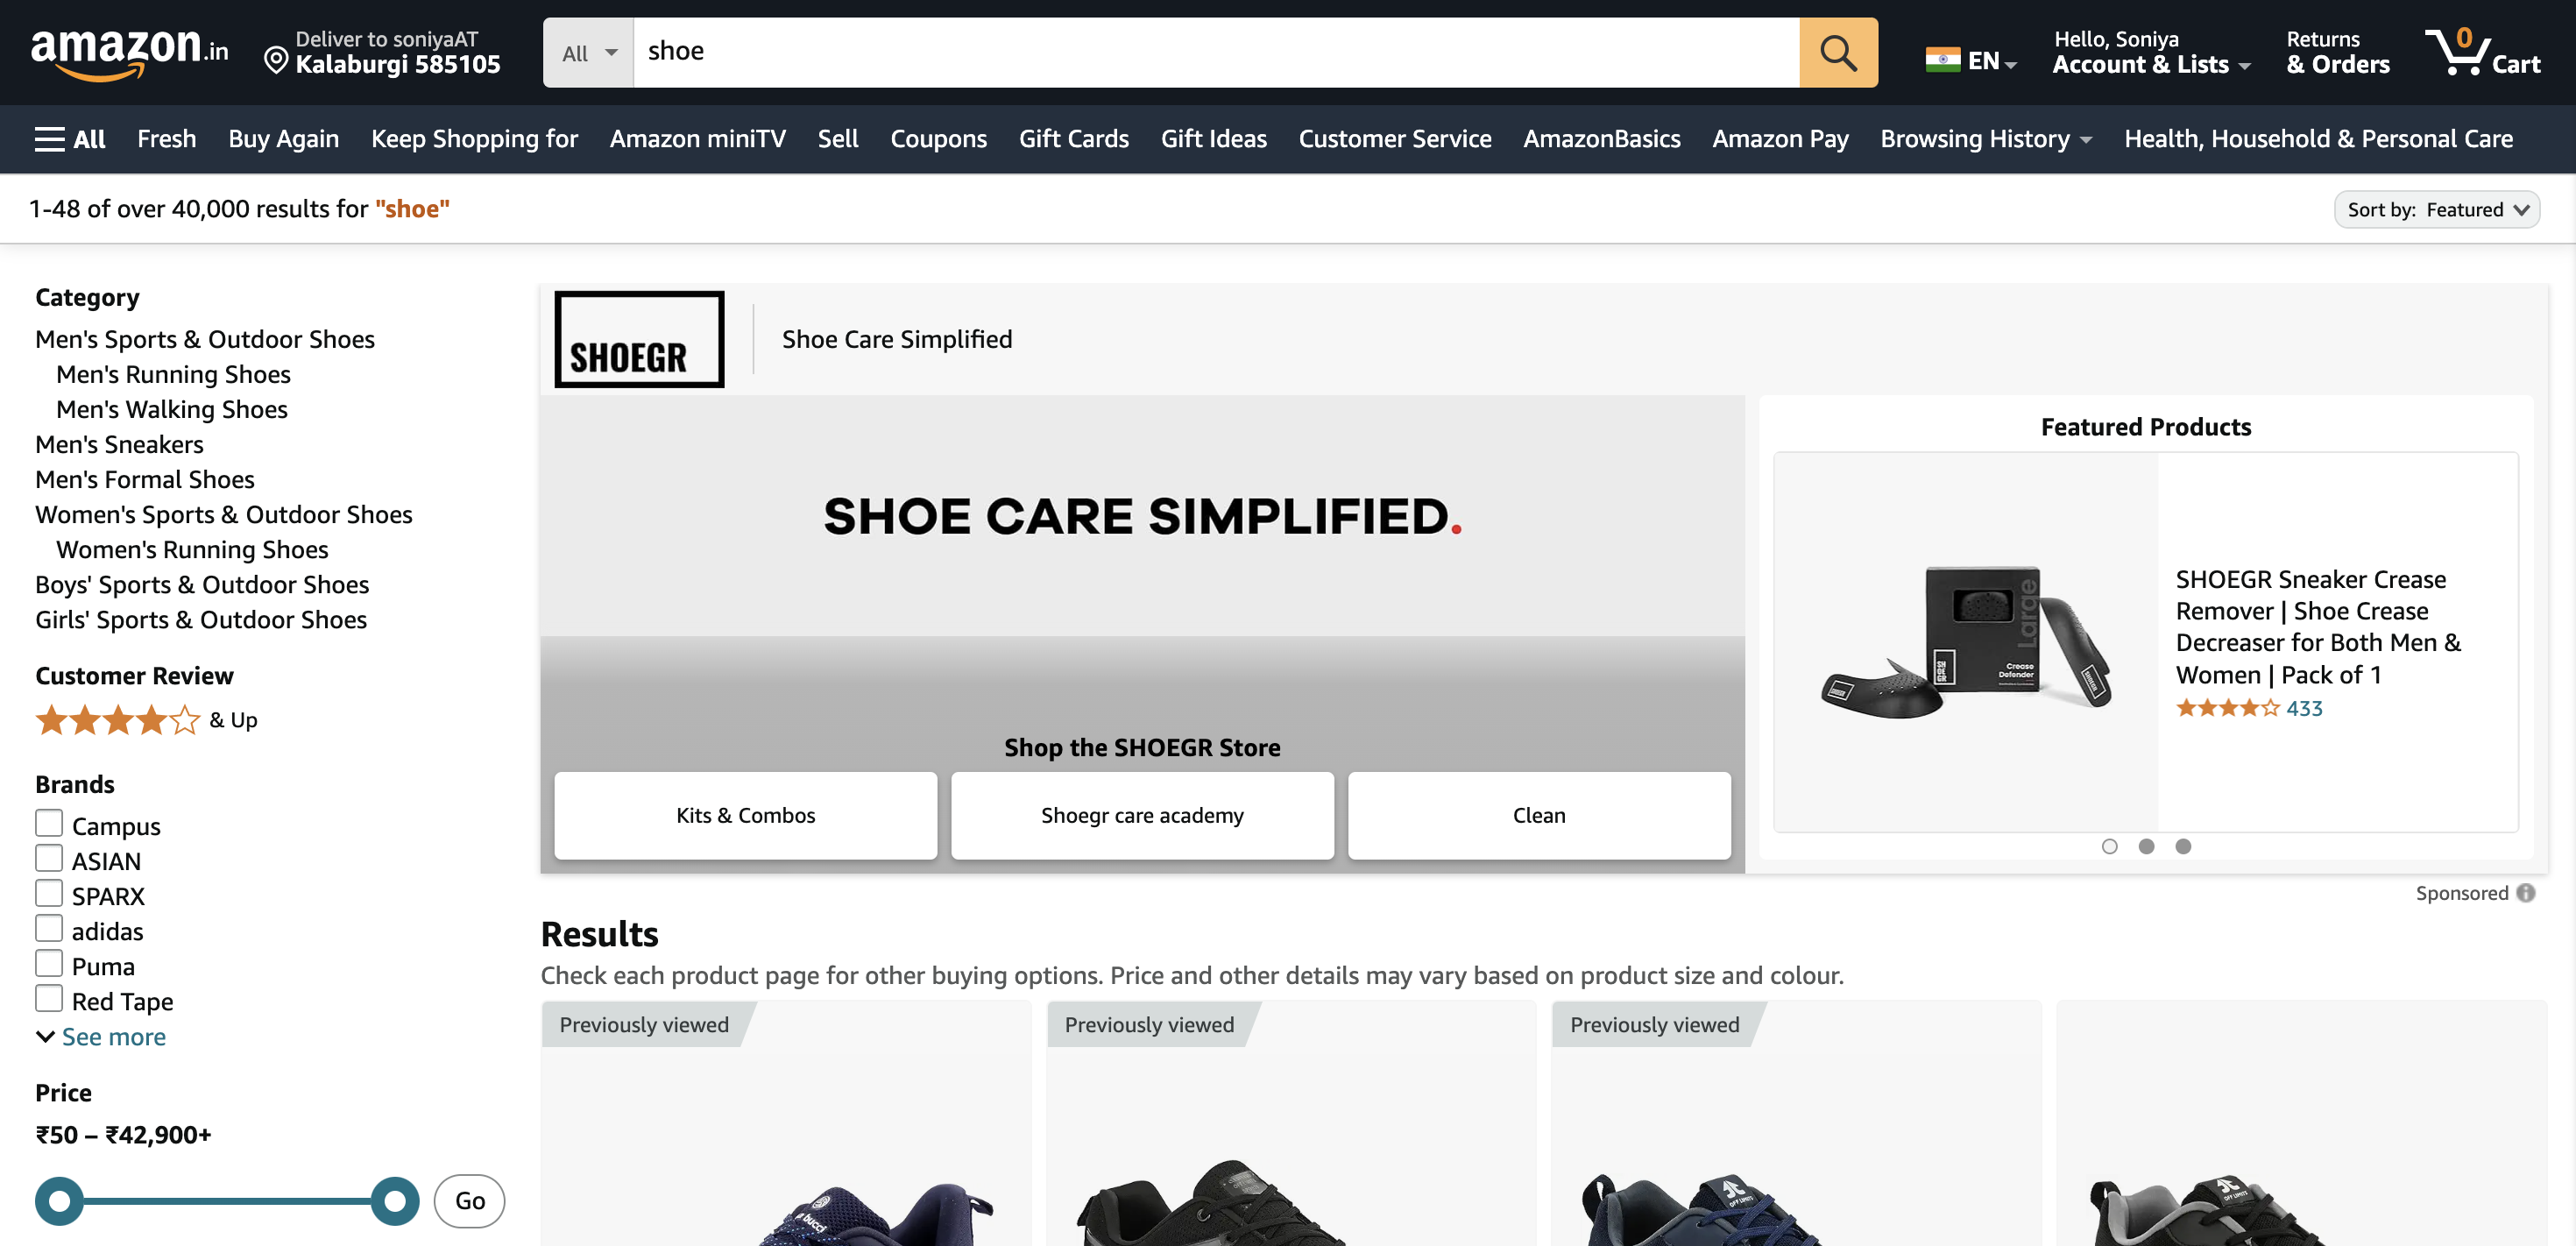 amazon.in
Deliver to soniyaAT
Kalaburgi 585105
All
shoe
EN
Hello, Soniya
Account & Lists
Returns
& Orders
0
Cart
All Fresh Buy Again Keep Shopping for Amazon miniTV Sell Coupons Gift Cards Gift Ideas Customer Service AmazonBasics Amazon Pay Browsing History Health, Household & Personal Care
1-48 of over 40,000 results for "shoe"
Sort by: Featured
Category
Men's Sports & Outdoor Shoes
Men's Running Shoes
Men's Walking Shoes
Men's Sneakers
Men's Formal Shoes
Women's Sports & Outdoor Shoes
Women's Running Shoes
Boys' Sports & Outdoor Shoes
Girls' Sports & Outdoor Shoes
Customer Review
& Up
Brands
Campus
ASIAN
SPARX
adidas
Puma
Red Tape
See more
Price
₹50 – ₹42,900+
Go
SHOEGR
Shoe Care Simplified
SHOE CARE SIMPLIFIED.
Shop the SHOEGR Store
Kits & Combos
Shoegr care academy
Clean
Featured Products
Large
SHOEGR
Crease
Defender
SHOEGR Sneaker Crease
Remover | Shoe Crease
Decreaser for Both Men &
Women | Pack of 1
433
Sponsored
Results
Check each product page for other buying options. Price and other details may vary based on product size and colour.
Previously viewed
Previously viewed
Previously viewed
bucci
OFF LIMITS
OFF LIMITS